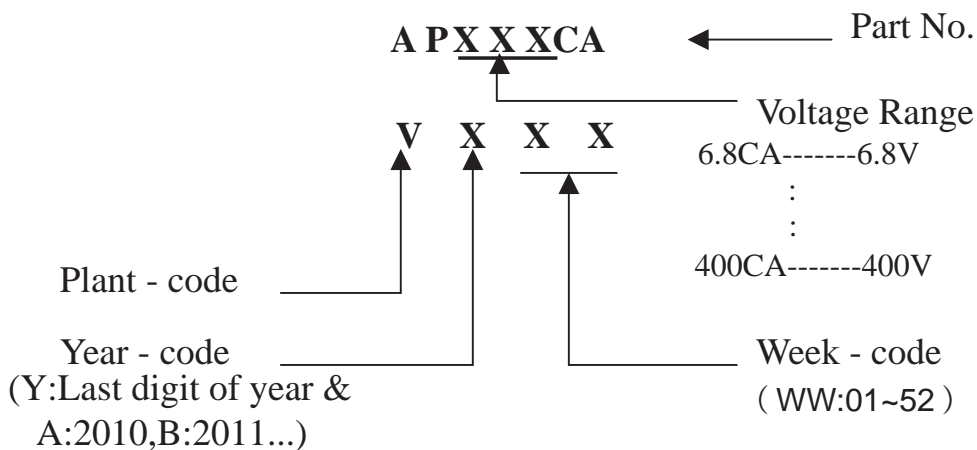 A P X X X CA
Part No.
Voltage Range
V X X X
6.8CA-------6.8V
:
:
400CA-------400V
Plant - code
Year - code
(Y:Last digit of year &
A:2010,B:2011...)
Week - code
（WW:01~52）